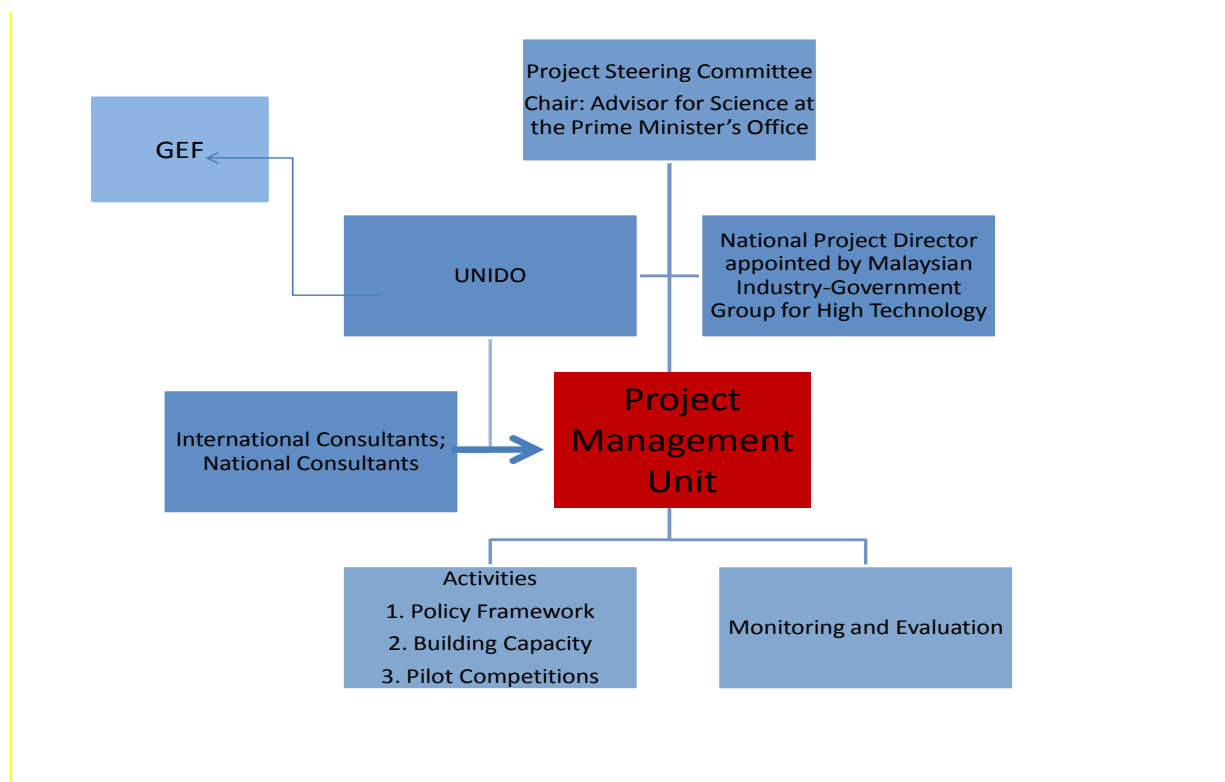 Project Steering Committee
Chair: Advisor for Science at
the Prime Minister’s Office
GEF
UNIDO
National Project Director
appointed by Malaysian
Industry-Government
Group for High Technology
International Consultants;
National Consultants
Project
Management
Unit
Activities
1. Policy Framework
2. Building Capacity
3. Pilot Competitions
Monitoring and Evaluation